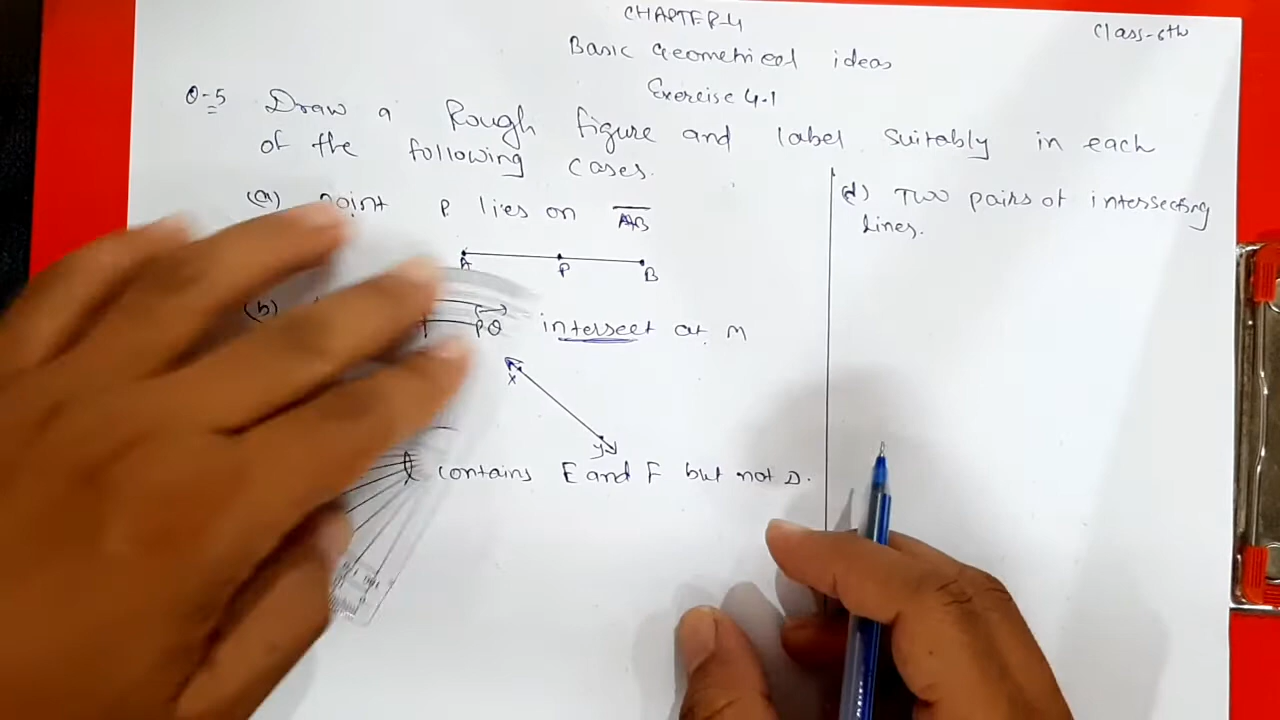 CHAPTER-4
Class-6th
Basic Geometrical ideas
Exercise 4.1
Q-5 Draw a Rough figure and label suitably in each
of the following cases.
(a) point P lies on AB
A P B
(b) PQ intersect at M
X
Y
l contains E and F but not D.
(d) Two pairs of intersecting
lines.